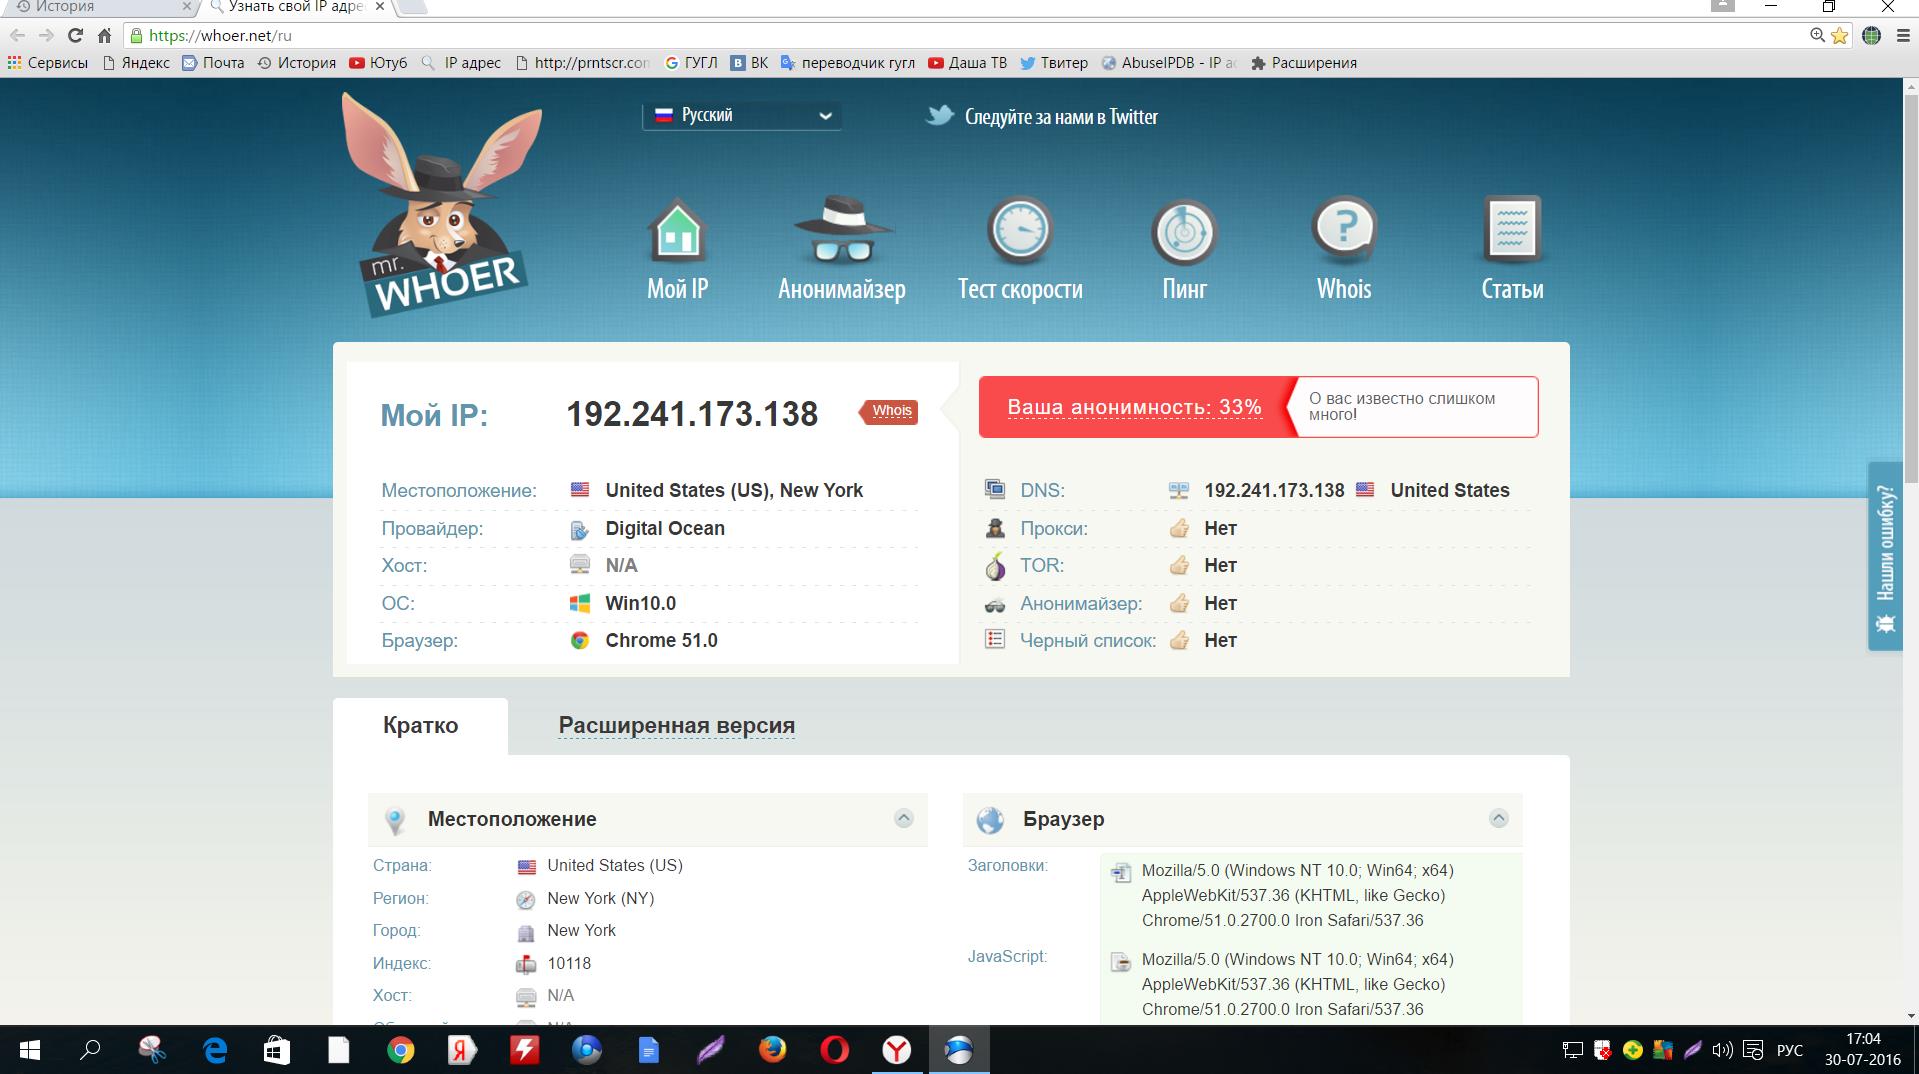 История
Узнать свой IP адре
https://whoer.net/ru
Сервисы
Яндекс
Почта
История
Ютуб
IP адрес
http://prntscr.con
ГУГЛ
ВК
переводчик гугл
Даша ТВ
Твитер
AbuseIPDB - IP ad
Расширения
mr.
WHOER
Русский
Следуйте за нами в Twitter
Мой IP
Анонимайзер
Тест скорости
Пинг
Whois
Статьи
Мой IP:
192.241.173.138
Whois
Ваша анонимность: 33%
О вас известно слишком
много!
Местоположение:
United States (US), New York
Провайдер:
Digital Ocean
Хост:
N/A
ОС:
Win10.0
Браузер:
Chrome 51.0
DNS:
192.241.173.138
United States
Прокси:
Нет
TOR:
Нет
Анонимайзер:
Нет
Черный список:
Нет
Нашли ошибку?
Кратко
Расширенная версия
Местоположение
Страна:
United States (US)
Регион:
New York (NY)
Город:
New York
Индекс:
10118
Хост:
N/A
Браузер
Заголовки:
Mozilla/5.0 (Windows NT 10.0; Win64; x64)
AppleWebKit/537.36 (KHTML, like Gecko)
Chrome/51.0.2700.0 Iron Safari/537.36
JavaScript:
Mozilla/5.0 (Windows NT 10.0; Win64; x64)
AppleWebKit/537.36 (KHTML, like Gecko)
Chrome/51.0.2700.0 Iron Safari/537.36
РУС
17:04
30-07-2016